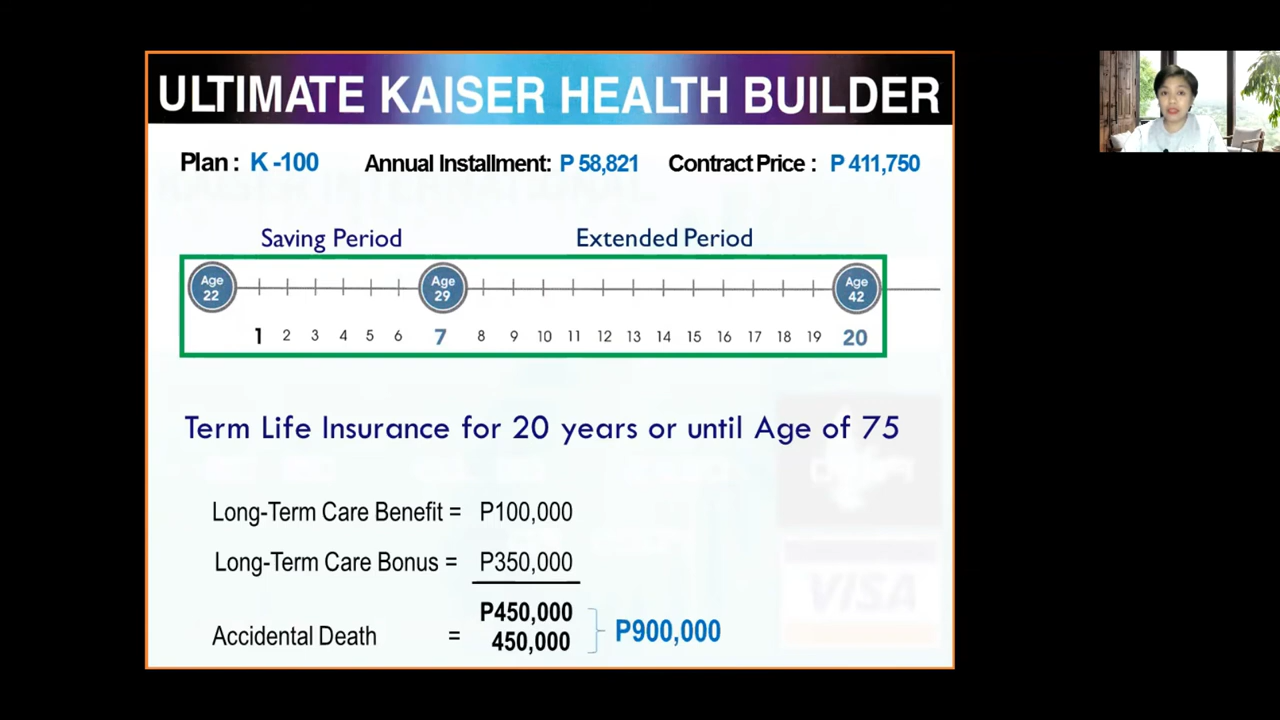 ULTIMATE KAISER HEALTH BUILDER
Plan : K -100 Annual Installment: P 58,821 Contract Price : P 411,750
Saving Period Extended Period
Age 22 Age 29 Age 42
1 2 3 4 5 6 7 8 9 10 11 12 13 14 15 16 17 18 19 20
Term Life Insurance for 20 years or until Age of 75
Long-Term Care Benefit = P100,000
Long-Term Care Bonus = P350,000
P450,000
Accidental Death = 450,000 P900,000
VISA